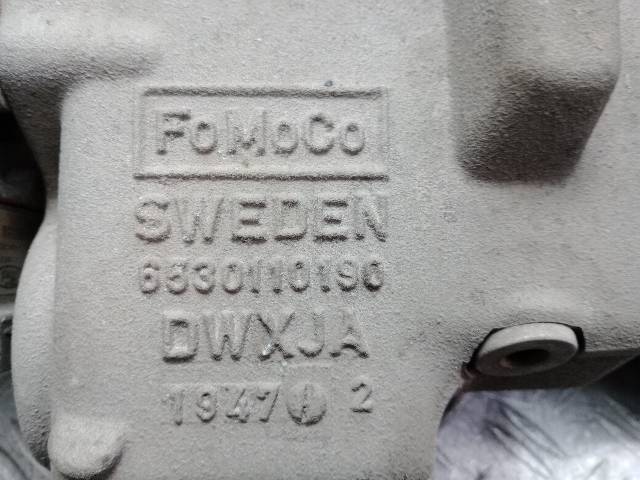 FoMoCo
SWEDEN
6330110190
DWXJA
1947 A 2